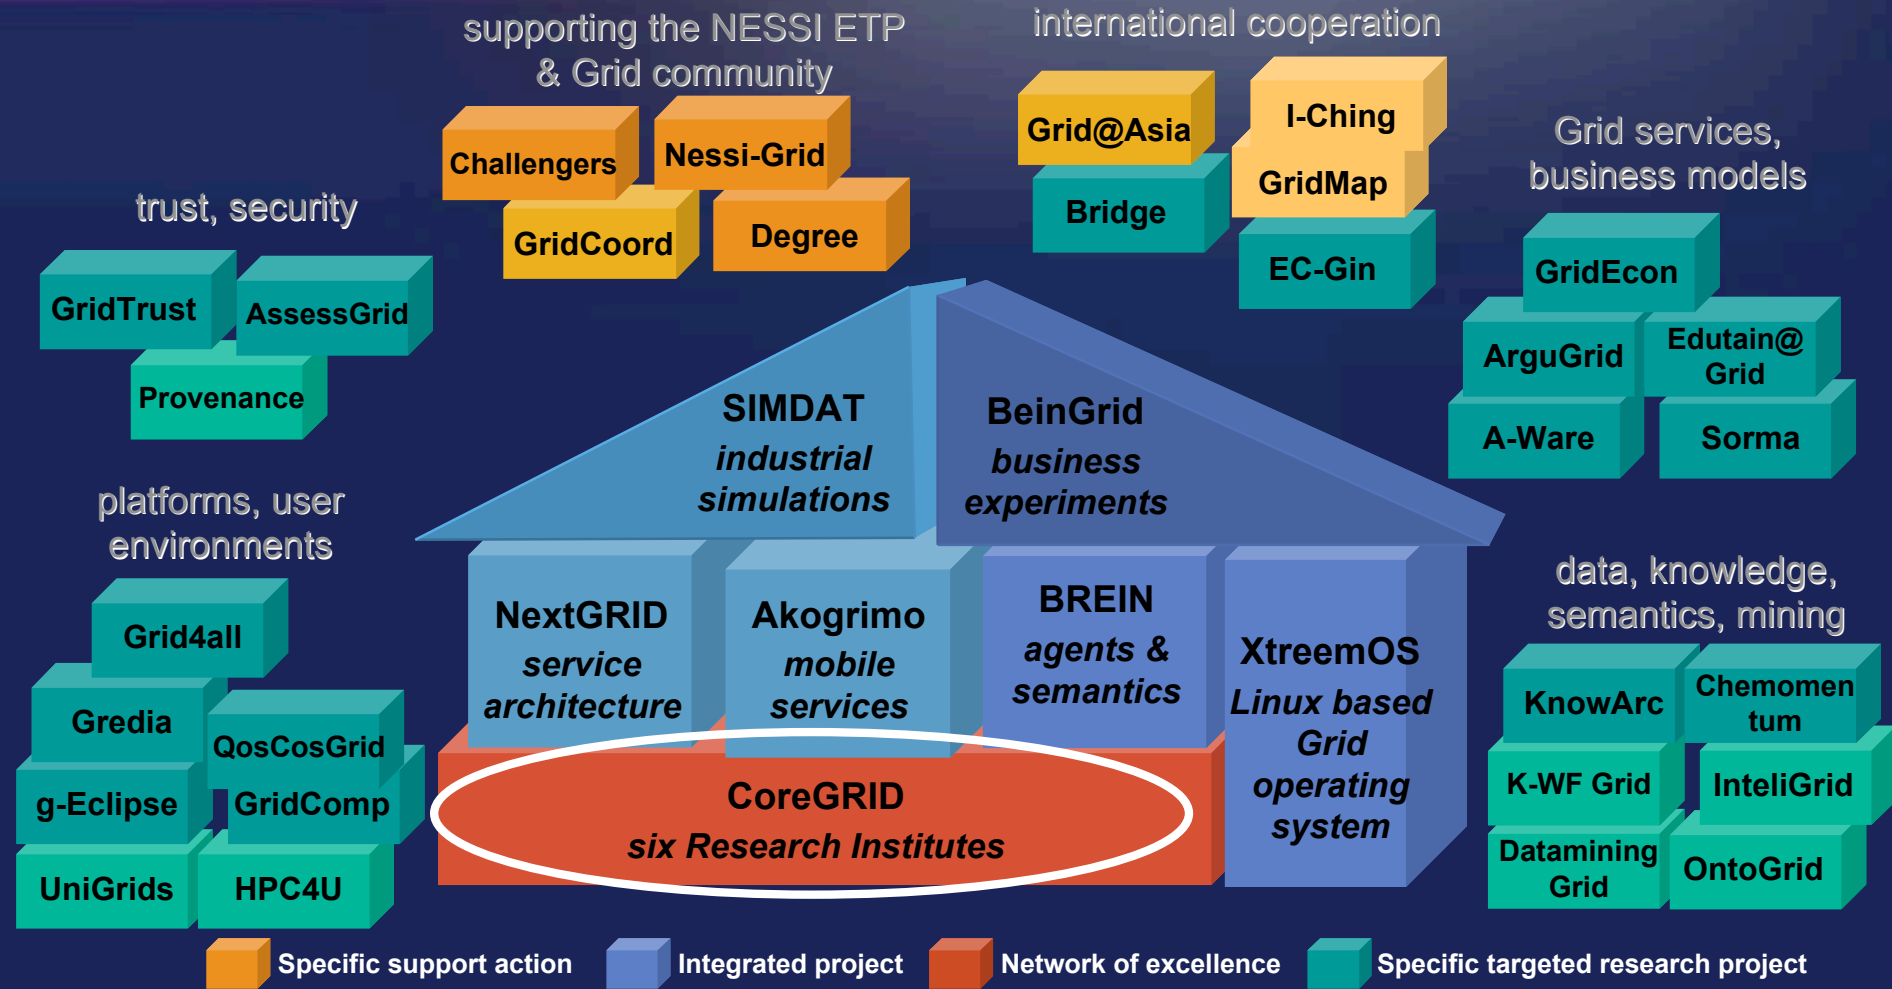 supporting the NESSI ETP
& Grid community
international cooperation
Challengers
Nessi-Grid
GridCoord
Degree
Grid@Asia
I-Ching
Bridge
GridMap
EC-Gin
Grid services,
business models
GridEcon
ArguGrid
Edutain@
Grid
A-Ware
Sorma
trust, security
GridTrust
AssessGrid
Provenance
SIMDAT
industrial
simulations
BeinGrid
business
experiments
platforms, user
environments
Grid4all
Gredia
QosCosGrid
g-Eclipse
GridComp
UniGrids
HPC4U
NextGRID
service
architecture
Akogrimo
mobile
services
BREIN
agents &
semantics
XtreemOS
Linux based
Grid
operating
system
CoreGRID
six Research Institutes
data, knowledge,
semantics, mining
KnowArc
Chemomen
tum
K-WF Grid
InteliGrid
Datamining
Grid
OntoGrid
Specific support action
Integrated project
Network of excellence
Specific targeted research project